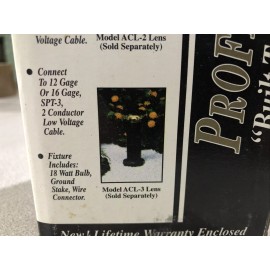 Voltage Cable.
Model ACL-2 Lens
(Sold Separately)
• Connect
To 12 Gage
Or 16 Gage,
SPT-3,
2 Conductor
Low Voltage
Cable.
• Fixture
Includes:
18 Watt Bulb,
Ground
Stake, Wire
Connector.
Model ACL-3 Lens
(Sold Separately)
New! Lifetime Warranty Enclosed
PROF
"Built T